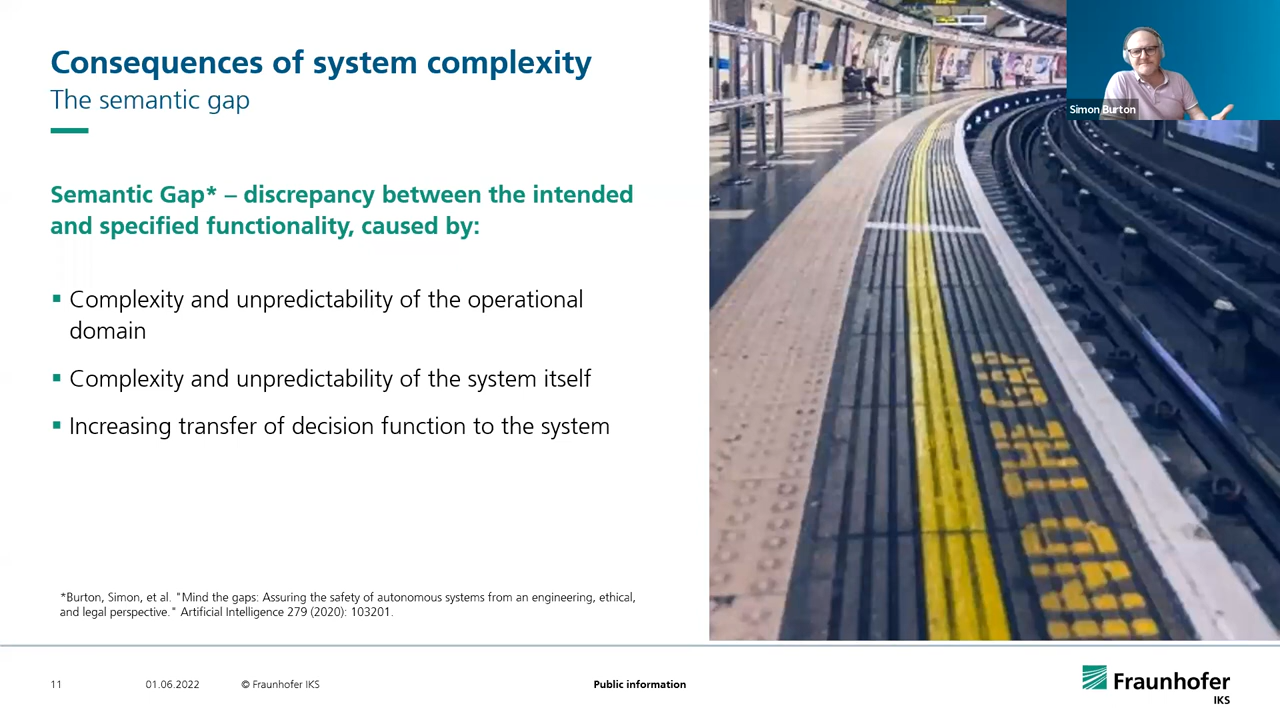 Consequences of system complexity
The semantic gap
Semantic Gap* – discrepancy between the intended
and specified functionality, caused by:
▪ Complexity and unpredictability of the operational
domain
▪ Complexity and unpredictability of the system itself
▪ Increasing transfer of decision function to the system
*Burton, Simon, et al. "Mind the gaps: Assuring the safety of autonomous systems from an engineering, ethical,
and legal perspective." Artificial Intelligence 279 (2020): 103201.
Simon Burton
THE
11
01.06.2022
© Fraunhofer IKS
Public information
Fraunhofer
IKS